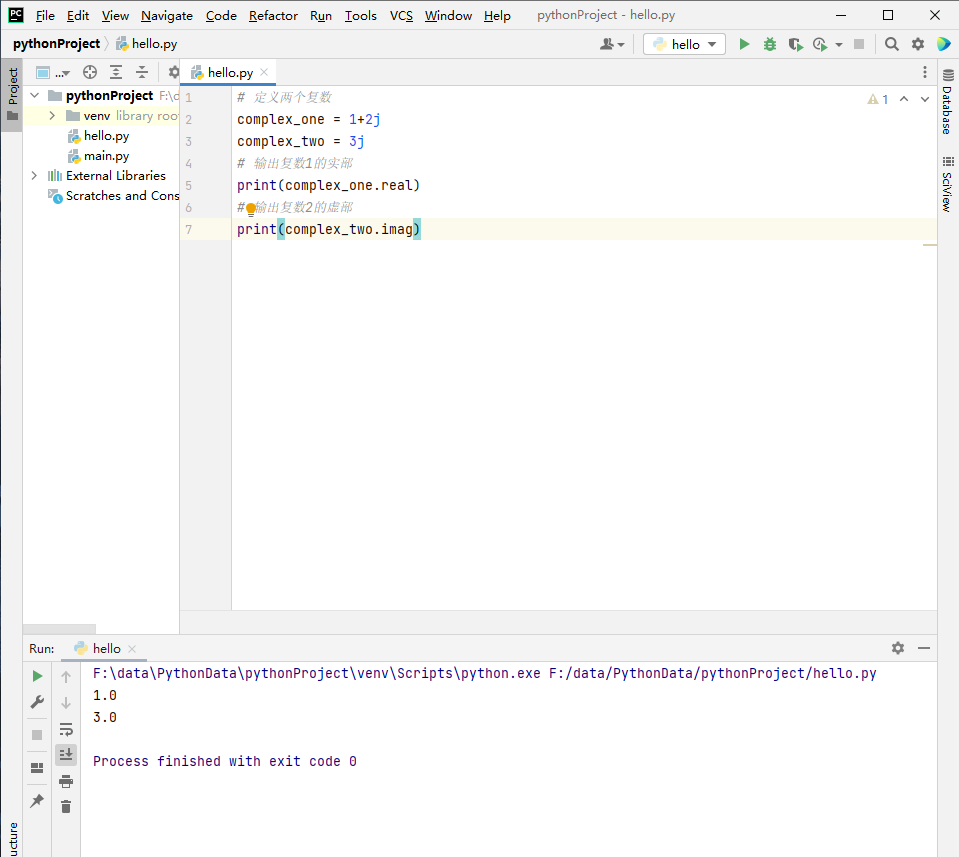 PC File Edit View Navigate Code Refactor Run Tools VCS Window Help pythonProject - hello.py
pythonProject hello.py
hello
Project
...
hello.py
pythonProject F:\d
venv library roo
hello.py
main.py
External Libraries
Scratches and Cons
1 # 定义两个复数
2 complex_one = 1+2j
3 complex_two = 3j
4 # 输出复数1的实部
5 print(complex_one.real)
6 # 输出复数2的虚部
7 print(complex_two.imag)
1
Database
SciView
Run: hello
F:\data\PythonData\pythonProject\venv\Scripts\python.exe F:/data/PythonData/pythonProject/hello.py
1.0
3.0
Process finished with exit code 0
ucture